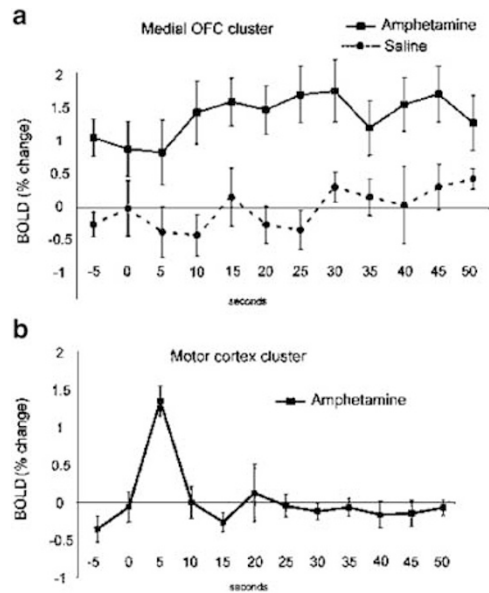 a
Medial OFC cluster
Amphetamine
Saline
BOLD (% change)
2
1.5
1
0.5
0
-0.5
-1
-5 0 5 10 15 20 25 30 35 40 45 50
seconds
b
Motor cortex cluster
Amphetamine
BOLD (% change)
2
1.5
1
0.5
0
-0.5
-1
-5 0 5 10 15 20 25 30 35 40 45 50
seconds